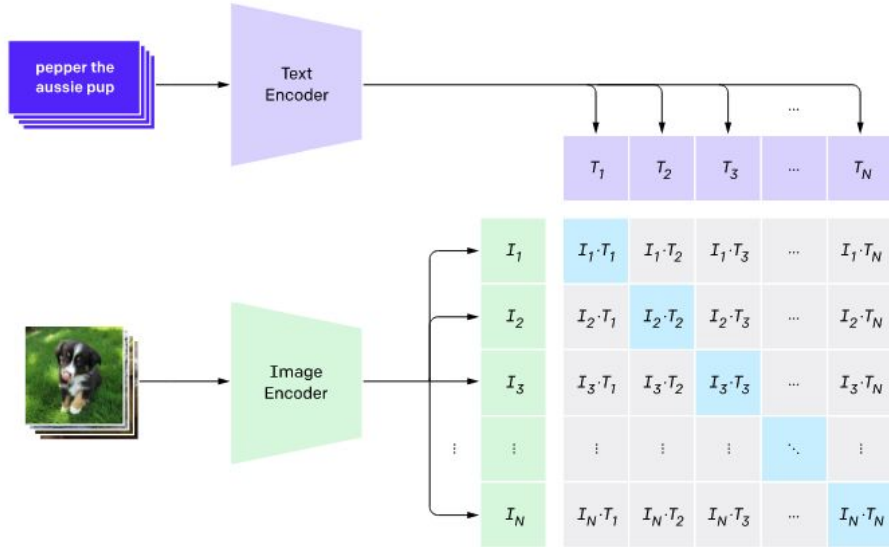 pepper the
aussie pup
Text
Encoder
...
T1 T2 T3 ... TN
I1 I1·T1 I1·T2 I1·T3 ... I1·TN
I2 I2·T1 I2·T2 I2·T3 ... I2·TN
Image
Encoder
I3 I3·T1 I3·T2 I3·T3 ... I3·TN
⋮ ⋮ ⋮ ⋮ ⋮ ⋱ ⋮
IN IN·T1 IN·T2 IN·T3 ... IN·TN